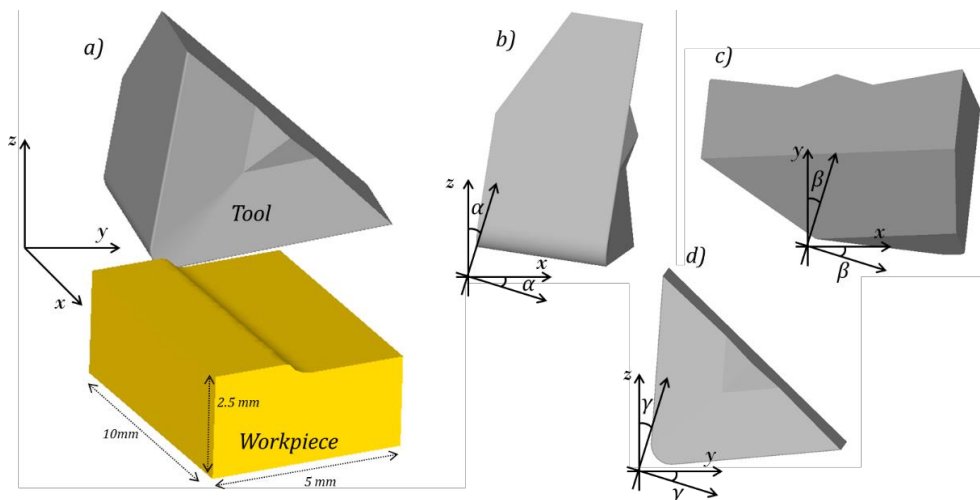 a)
z
y
x
Tool
2.5 mm
10mm
Workpiece
5 mm
b)
z
α
x
α
c)
y
β
x
β
d)
z
γ
y
γ